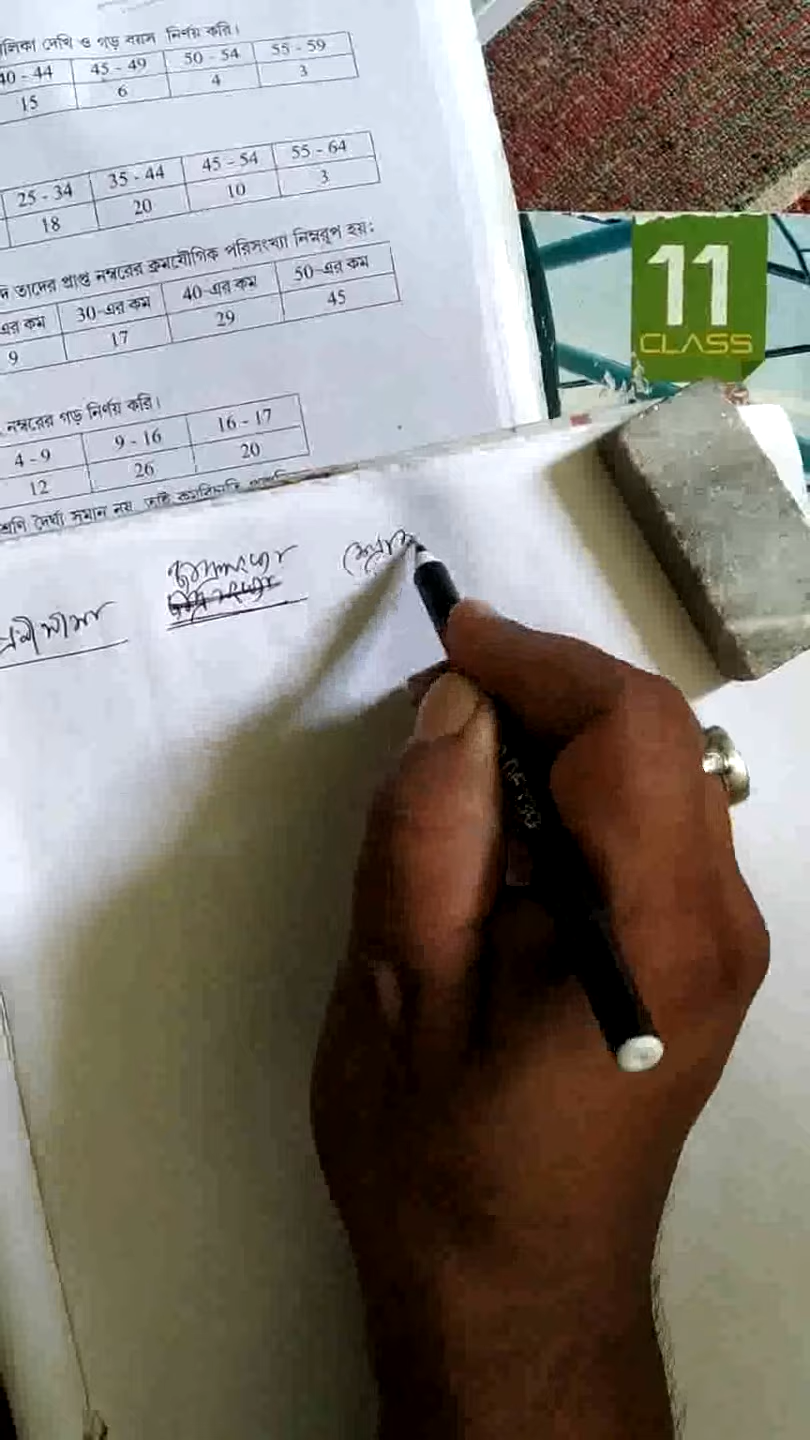 লিকা দেখি ও গড় বয়স নির্ণয় করি।
40 - 44 45 - 49 50 - 54 55 - 59
15 6 4 3
25 - 34 35 - 44 45 - 54 55 - 64
18 20 10 3
তাদের প্রাপ্ত নম্বরের ক্রমযৌগিক পরিসংখ্যা নিম্নরূপ হয়:
এর কম 30-এর কম 40-এর কম 50-এর কম
9 17 29 45
নম্বরের গড় নির্ণয় করি।
4 - 9 9 - 16 16 - 17
12 26 20
শ্রেণি দৈর্ঘ্য সমান নয়
শ্রেণী সীমা
11
CLASS